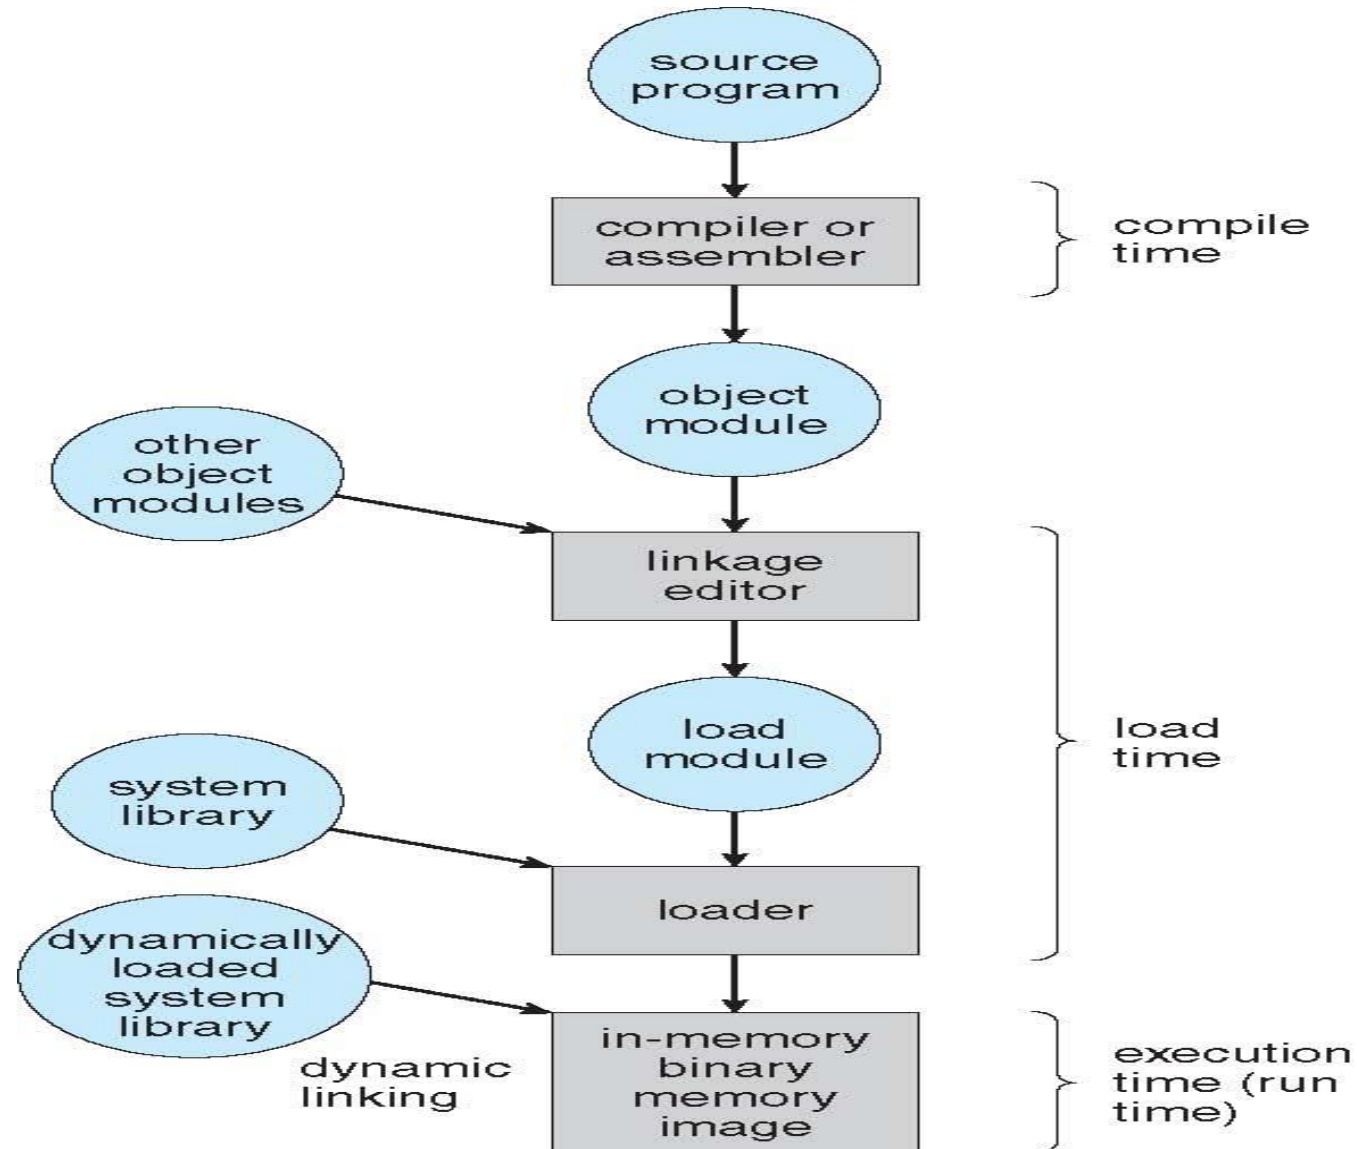 source
program
compiler or
assembler
compile
time
object
module
other
object
modules
linkage
editor
load
module
load
time
system
library
loader
dynamically
loaded
system
library
dynamic
linking
in-memory
binary
memory
image
execution
time (run
time)